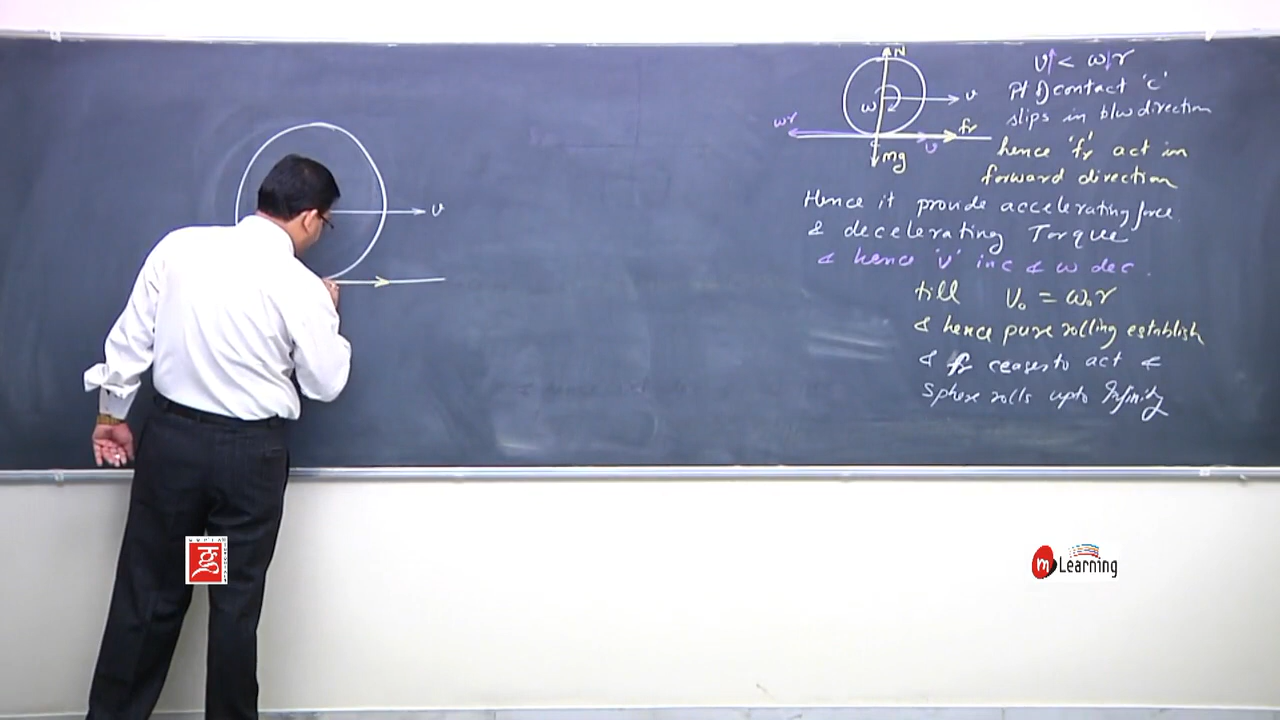 v
N
ω
v
ωr
fr
v
mg
v < ωr
Pt of contact 'c'
slips in b/w direction
hence 'fr' act in
forward direction
Hence it provide accelerating force
& decelerating Torque
& hence 'v' inc & ω dec.
till V₀ = ω₀r
& hence pure rolling establish
& fr ceases to act &
Sphere rolls upto Infinity
m Learning